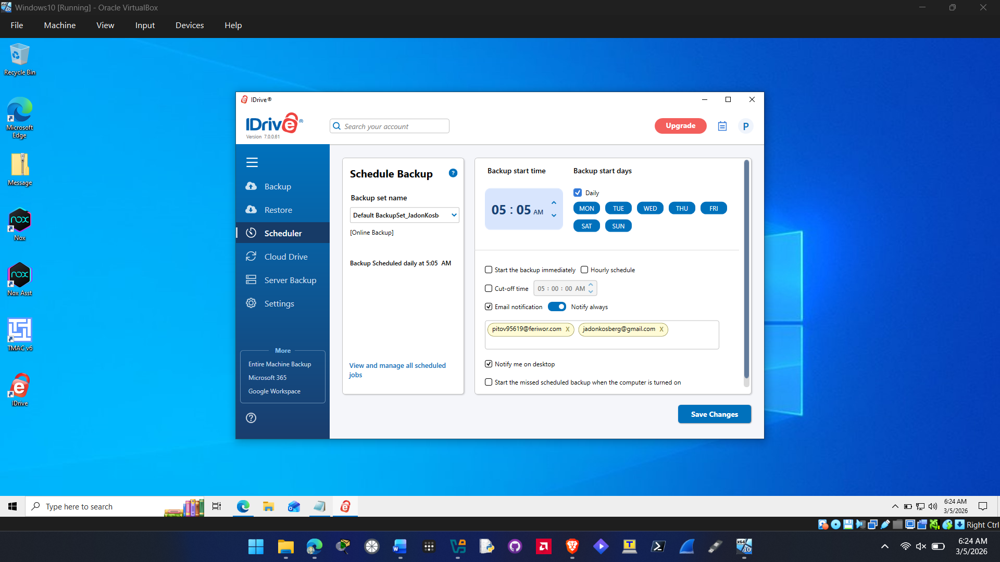 Windows10 [Running] - Oracle VirtualBox
File Machine View Input Devices Help
Recycle Bin
Microsoft
Edge
Message
Nox
Nox Asst
TMAC v6
IDrive
IDrive®
IDrive®
Version 7.0.0.61
Search your account
Upgrade
P
Backup
Restore
Scheduler
Cloud Drive
Server Backup
Settings
More
Entire Machine Backup
Microsoft 365
Google Workspace
Schedule Backup
?
Backup set name
Default BackupSet_JadonKosb
[Online Backup]
Backup Scheduled daily at 5:05 AM
View and manage all scheduled
jobs
Backup start time
05 : 05 AM
Backup start days
Daily
MON TUE WED THU FRI
SAT SUN
Start the backup immediately Hourly schedule
Cut-off time 05 : 00 : 00 AM
Email notification Notify always
pitov95619@feriwor.com X jadonkosberg@gmail.com X
Notify me on desktop
Start the missed scheduled backup when the computer is turned on
Save Changes
Type here to search
6:24 AM
3/5/2026
Right Ctrl
6:24 AM
3/5/2026